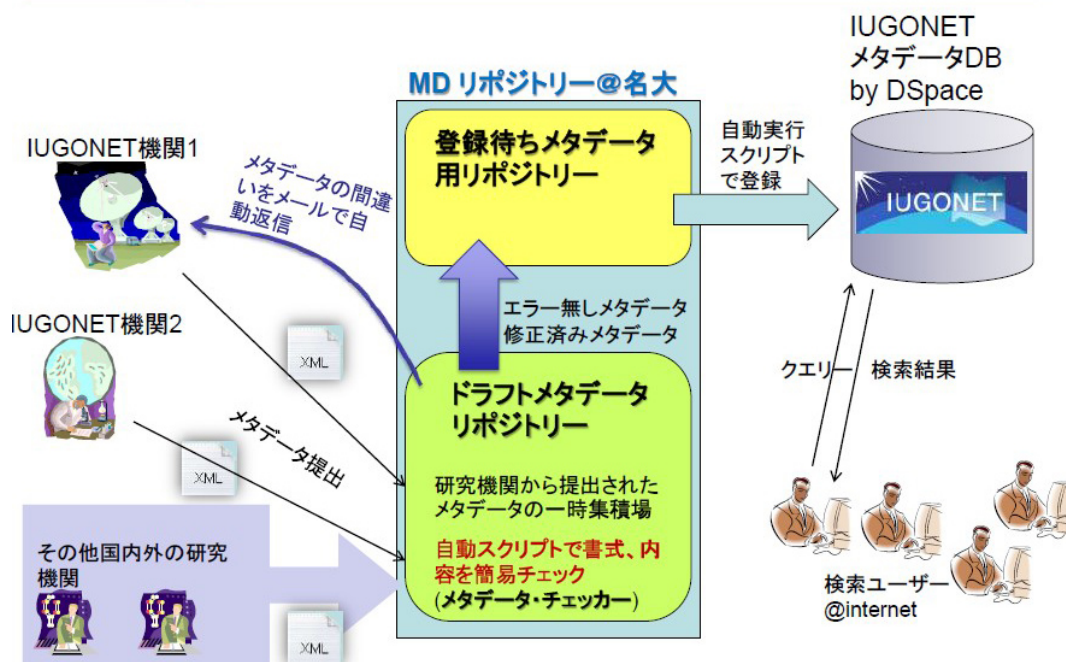 IUGONET
メタデータDB
by DSpace
MD リポジトリー＠名大
登録待ちメタデータ
用リポジトリー
自動実行
スクリプト
で登録
IUGONET
IUGONET機関1
メタデータの間違
いをメールで自
動返信
エラー無しメタデータ
修正済みメタデータ
IUGONET機関2
XML
クエリー
検索結果
ドラフトメタデータ
リポジトリー
メタデータ提出
XML
研究機関から提出された
メタデータの一時集積場
自動スクリプトで書式、内
容を簡易チェック
(メタデータ・チェッカー)
その他国内外の研究
機関
XML
検索ユーザー
@internet